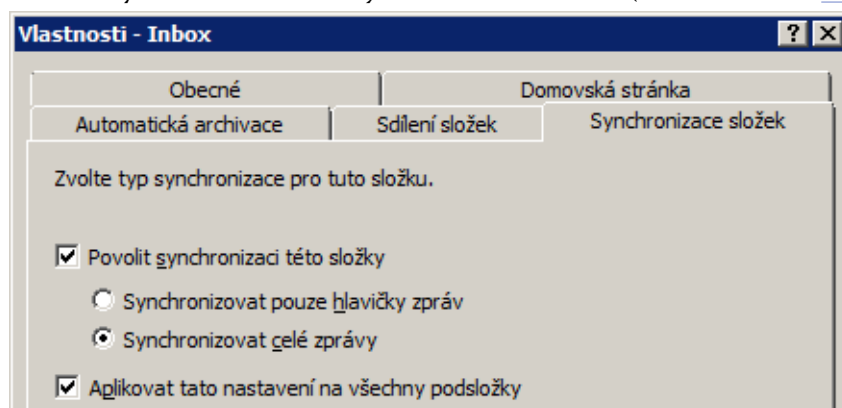 Vlastnosti - Inbox
Obecné
Domovská stránka
Automatická archivace
Sdílení složek
Synchronizace složek
Zvolte typ synchronizace pro tuto složku.
Povolit synchronizaci této složky
Synchronizovat pouze hlavičky zpráv
Synchronizovat celé zprávy
Aplikovat tato nastavení na všechny podsložky